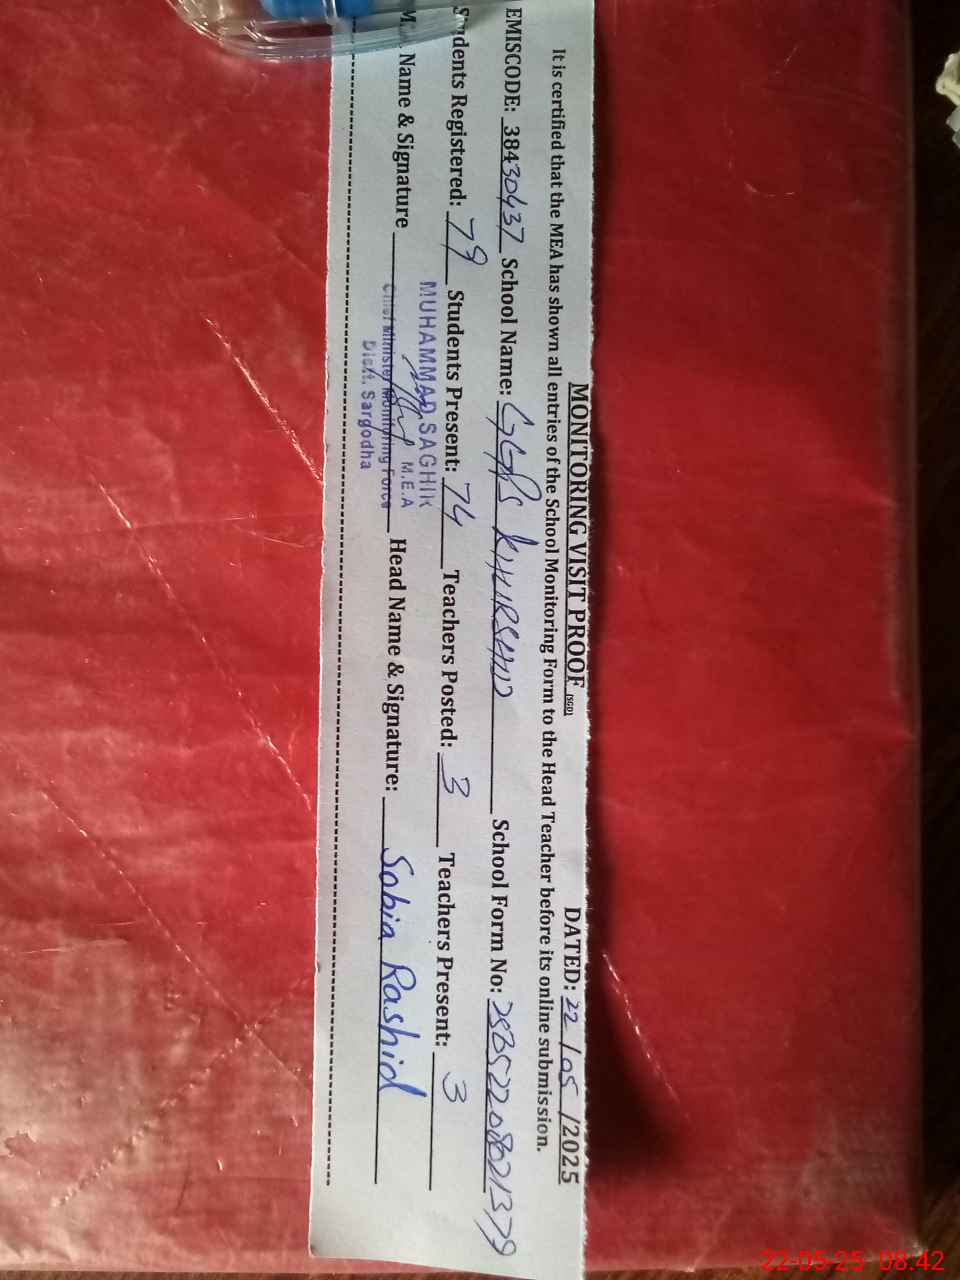 MONITORING VISIT PROOF (SGD) DATED: 22/05/2025
It is certified that the MEA has shown all entries of the School Monitoring Form to the Head Teacher before its online submission.
EMISCODE: 38430437 School Name: GGPS KHURSHID School Form No:
Students Registered: 79 Students Present: 74 Teachers Posted: 3 Teachers Present: 3
Name & Signature Head Name & Signature: Sobia Rashid
MUHAMMAD SAGHIR
M.E.A
Chief Minister Monitoring Force
Distt. Sargodha
22-05-25 08:42